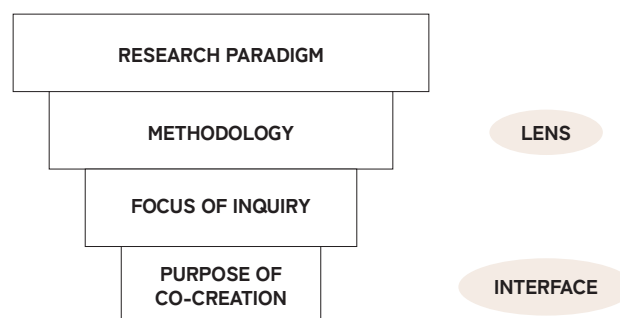 RESEARCH PARADIGM
METHODOLOGY
LENS
FOCUS OF INQUIRY
PURPOSE OF
CO-CREATION
INTERFACE